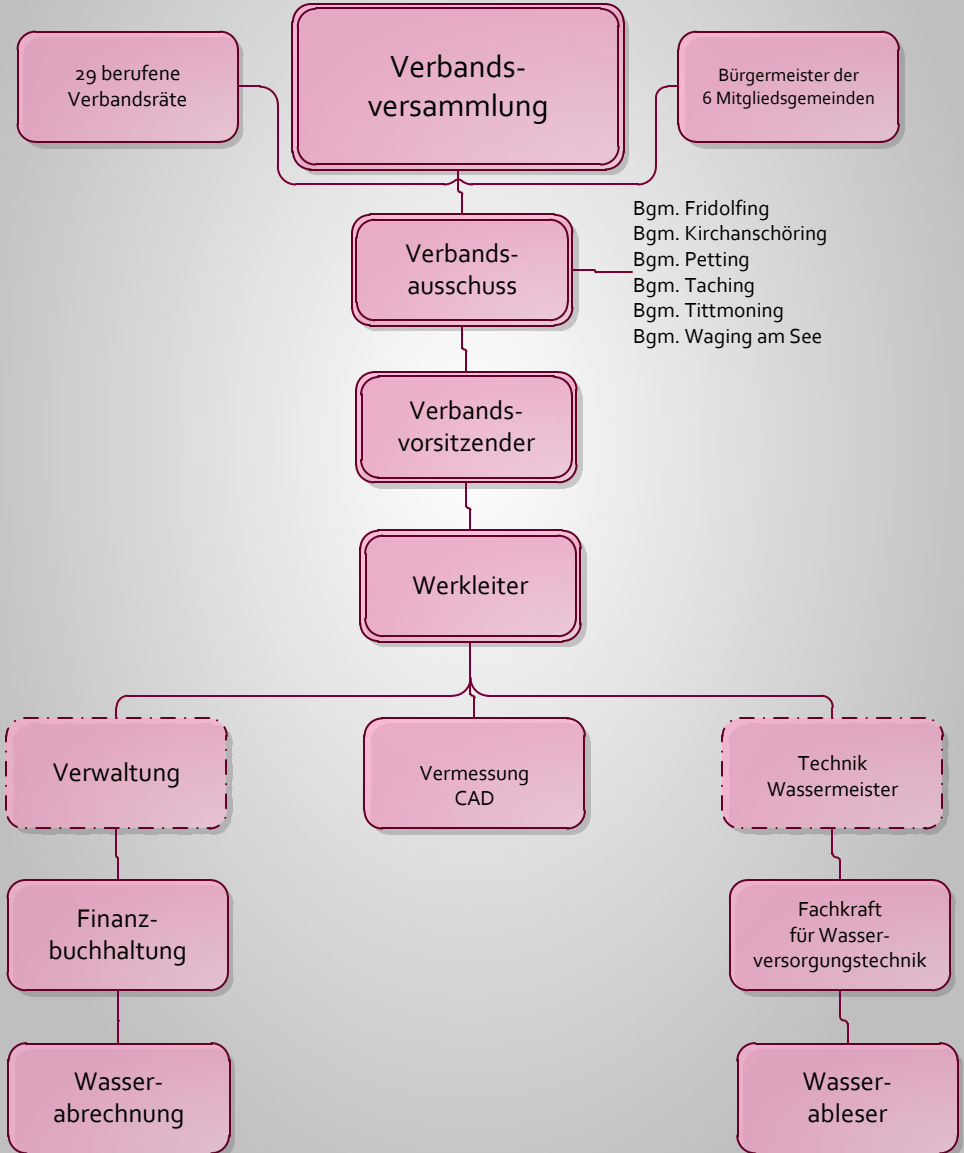 29 berufene
Verbandsräte
Verbands-
versammlung
Bürgermeister der
6 Mitgliedsgemeinden
Verbands-
ausschuss
Bgm. Fridolfing
Bgm. Kirchanschöring
Bgm. Petting
Bgm. Taching
Bgm. Tittmoning
Bgm. Waging am See
Verbands-
vorsitzender
Werkleiter
Verwaltung
Vermessung
CAD
Technik
Wassermeister
Finanz-
buchhaltung
Fachkraft
für Wasser-
versorgungstechnik
Wasser-
abrechnung
Wasser-
ableser